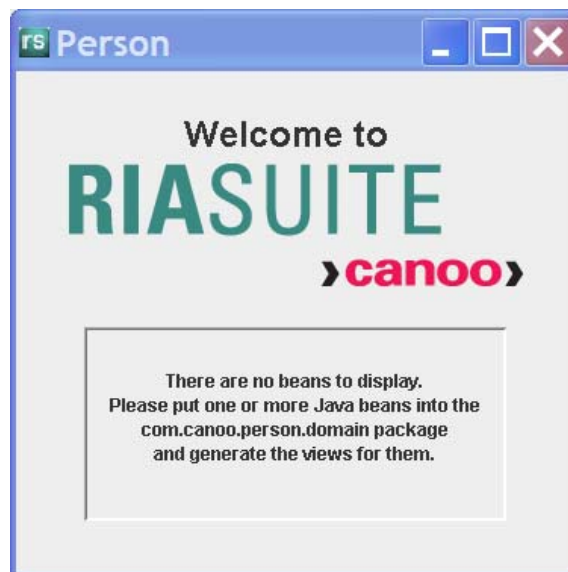 rs Person
Welcome to
RIASUITE
canoo
There are no beans to display.
Please put one or more Java beans into the
com.canoo.person.domain package
and generate the views for them.